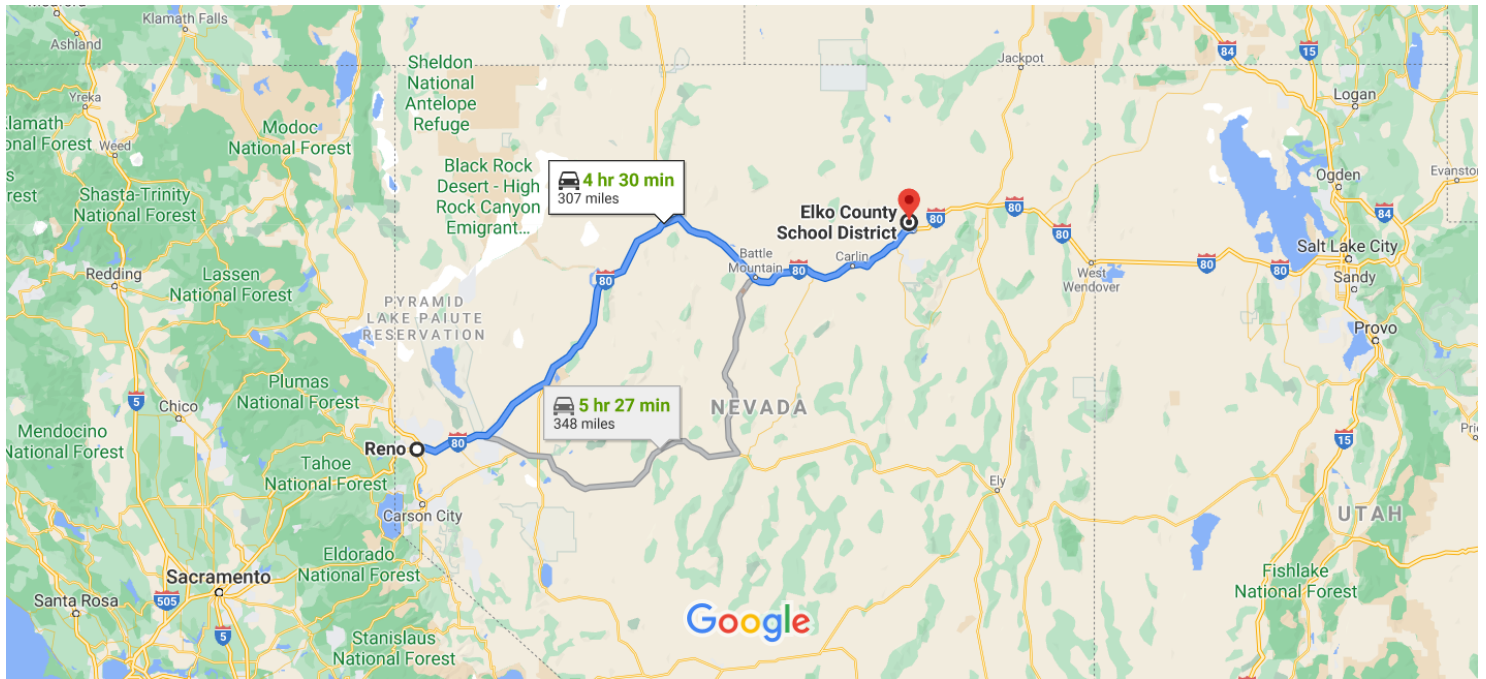 Klamath Falls
Ashland
Jackpot
84
15
Sheldon
National
Antelope
Refuge
Yreka
Logan
Klamath
National Forest
Weed
Modoc
National Forest
Black Rock
Desert - High
Rock Canyon
Emigrant...
4 hr 30 min
307 miles
Evanston
Ogden
Shasta-Trinity
National Forest
Elko County
School District
80
80
80
84
Salt Lake City
Battle
Mountain
80
Carlin
80
80
West
Wendover
Sandy
Redding
Lassen
National Forest
80
PYRAMID
LAKE PAIUTE
RESERVATION
Provo
Plumas
National Forest
5
Chico
5 hr 27 min
348 miles
NEVADA
Mendocino
National Forest
Reno
80
15
Tahoe
National Forest
Ely
Carson City
UTAH
Eldorado
National Forest
Sacramento
Fishlake
National Forest
Santa Rosa
505
5
Google
Stanislaus
National Forest